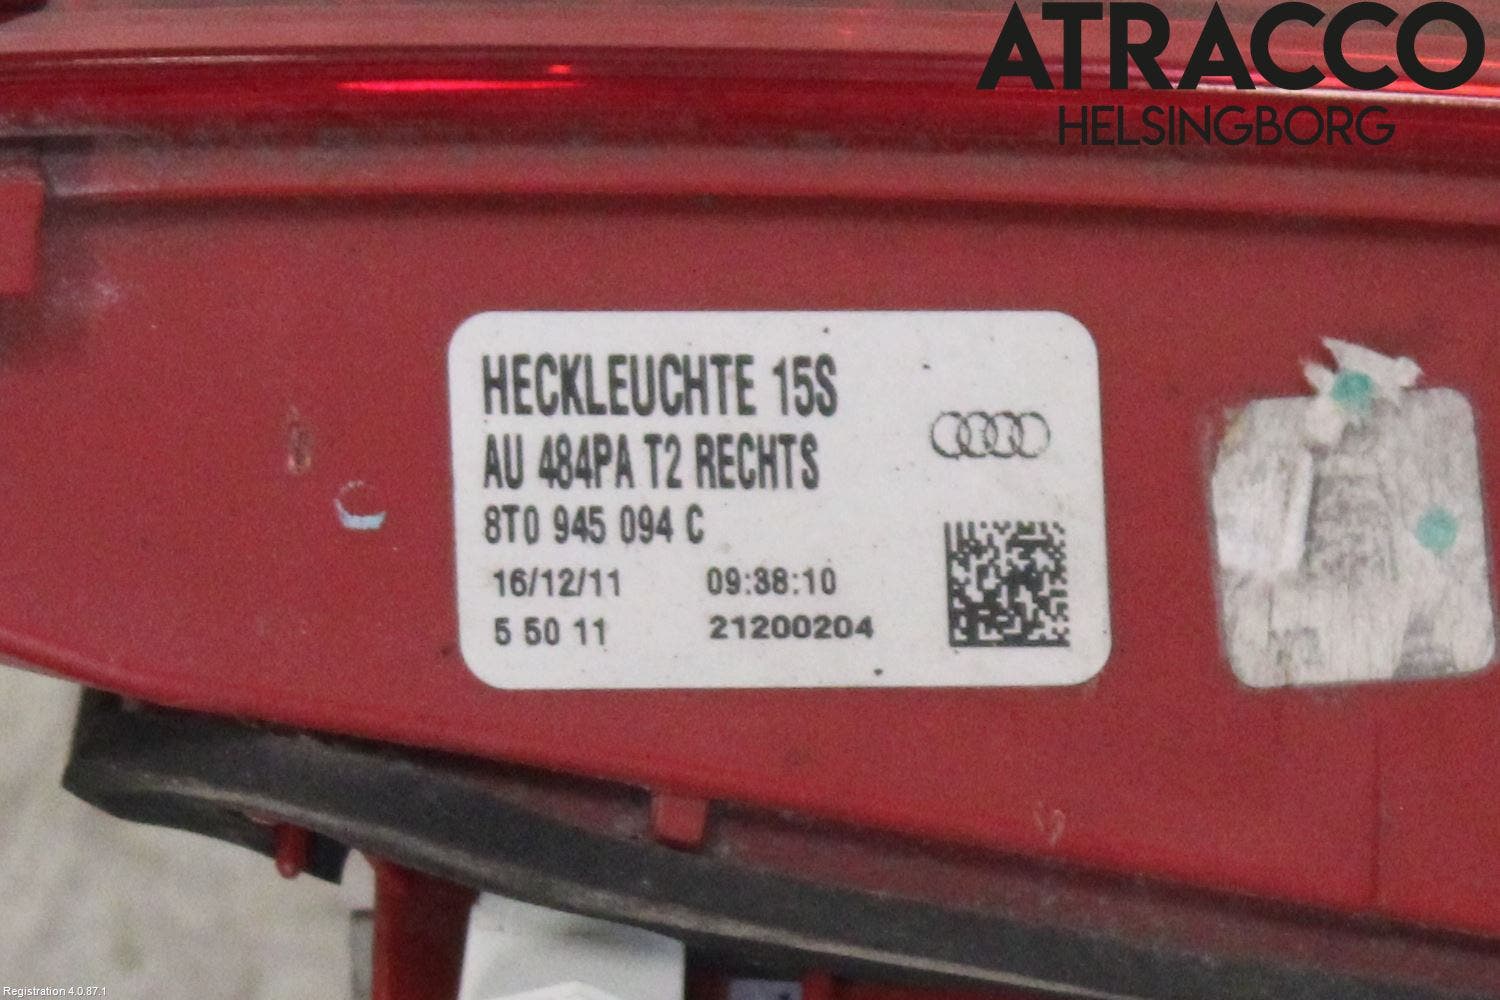 ATRACCO
HELSINGBORG
HECKLEUCHTE 15S
AU 484PA T2 RECHTS
8T0 945 094 C
16/12/11 09:38:10
5 50 11 21200204
Registration 4.0.87.1